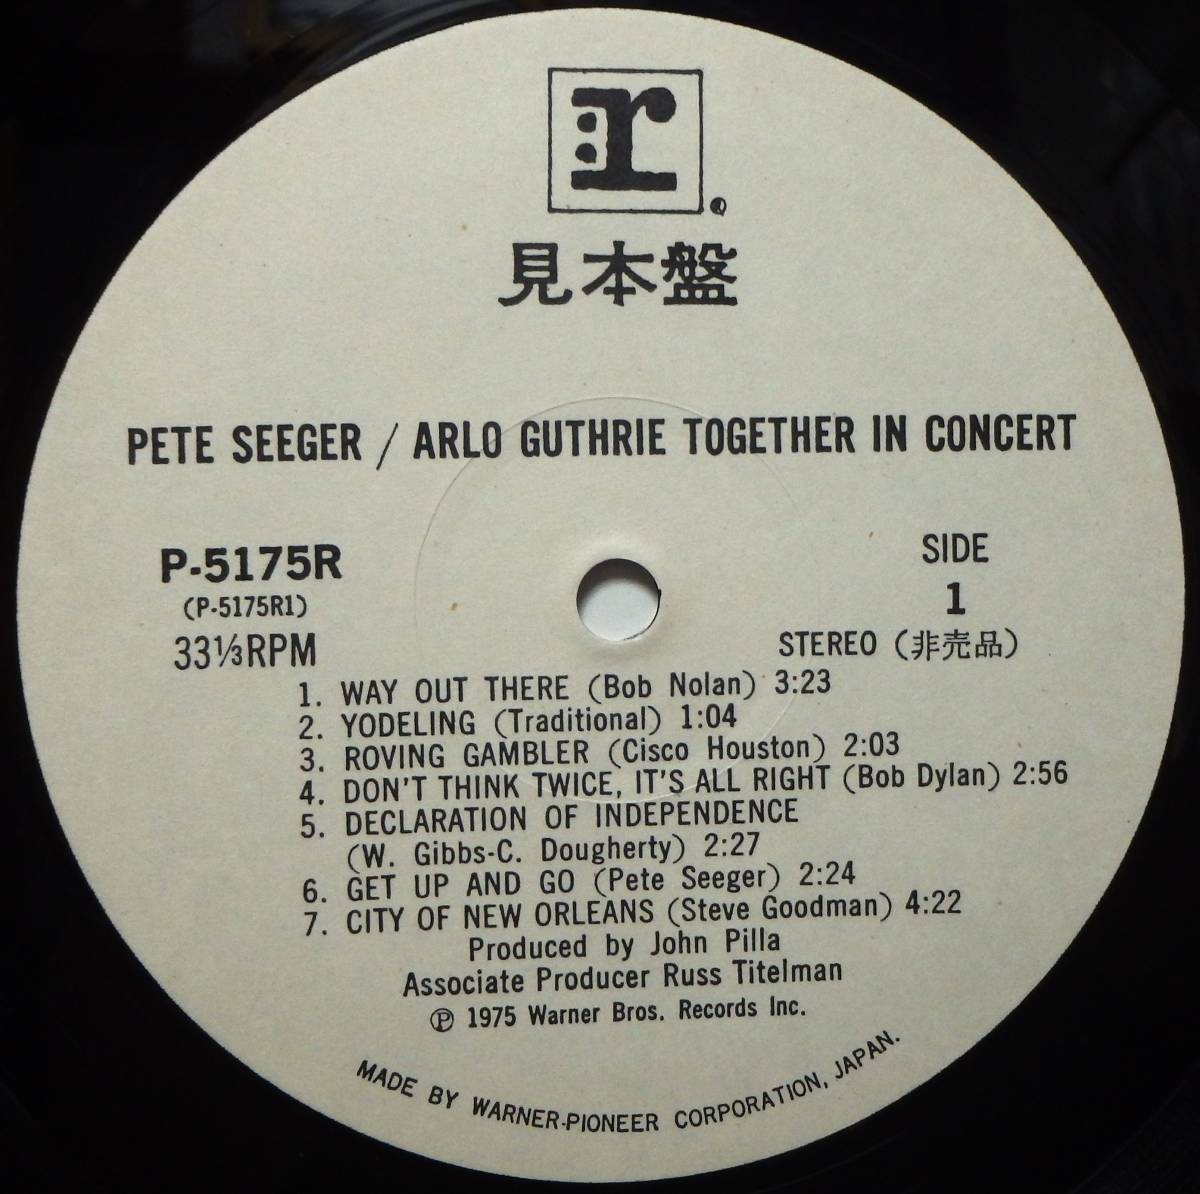 :r
見本盤
PETE SEEGER / ARLO GUTHRIE TOGETHER IN CONCERT
P-5175R
(P-5175R1)
33⅓RPM
SIDE
1
STEREO (非売品)
1. WAY OUT THERE (Bob Nolan) 3:23
2. YODELING (Traditional) 1:04
3. ROVING GAMBLER (Cisco Houston) 2:03
4. DON'T THINK TWICE, IT'S ALL RIGHT (Bob Dylan) 2:56
5. DECLARATION OF INDEPENDENCE
(W. Gibbs-C. Dougherty) 2:27
6. GET UP AND GO (Pete Seeger) 2:24
7. CITY OF NEW ORLEANS (Steve Goodman) 4:22
Produced by John Pilla
Associate Producer Russ Titelman
℗ 1975 Warner Bros. Records Inc.
MADE BY WARNER-PIONEER CORPORATION, JAPAN.